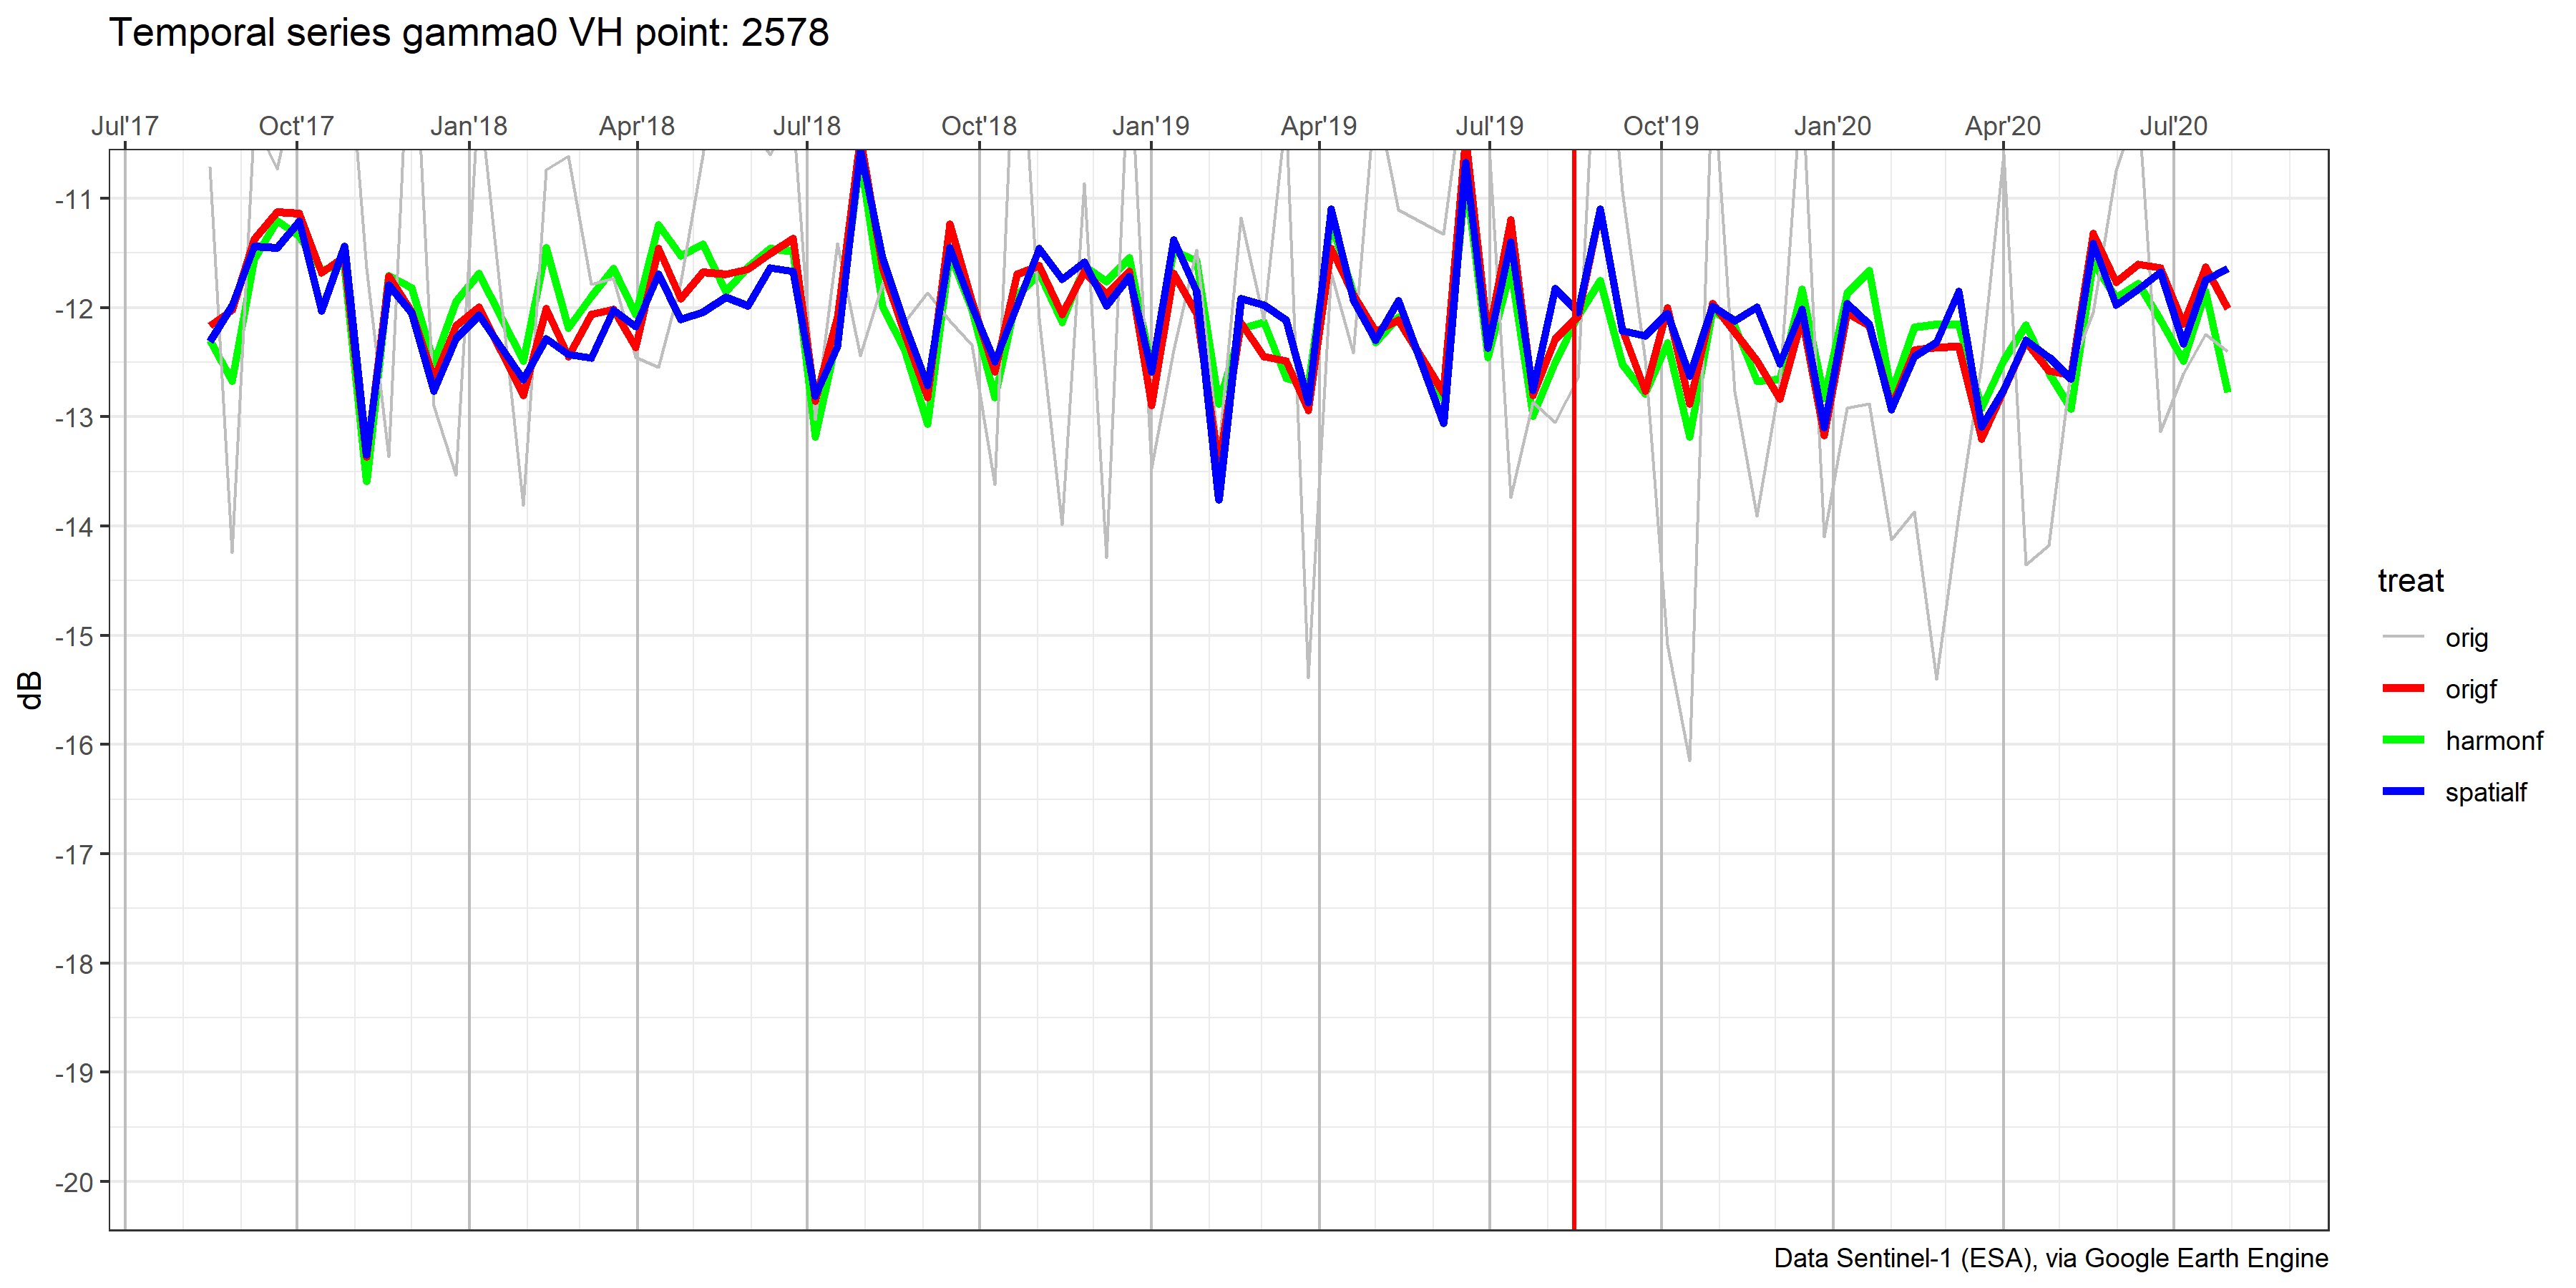 Temporal series gamma0 VH point: 2578
Jul'17 Oct'17 Jan'18 Apr'18 Jul'18 Oct'18 Jan'19 Apr'19 Jul'19 Oct'19 Jan'20 Apr'20 Jul'20
-11
-12
-13
-14
-15
-16
-17
-18
-19
-20
dB
treat
orig
origf
harmonf
spatialf
Data Sentinel-1 (ESA), via Google Earth Engine